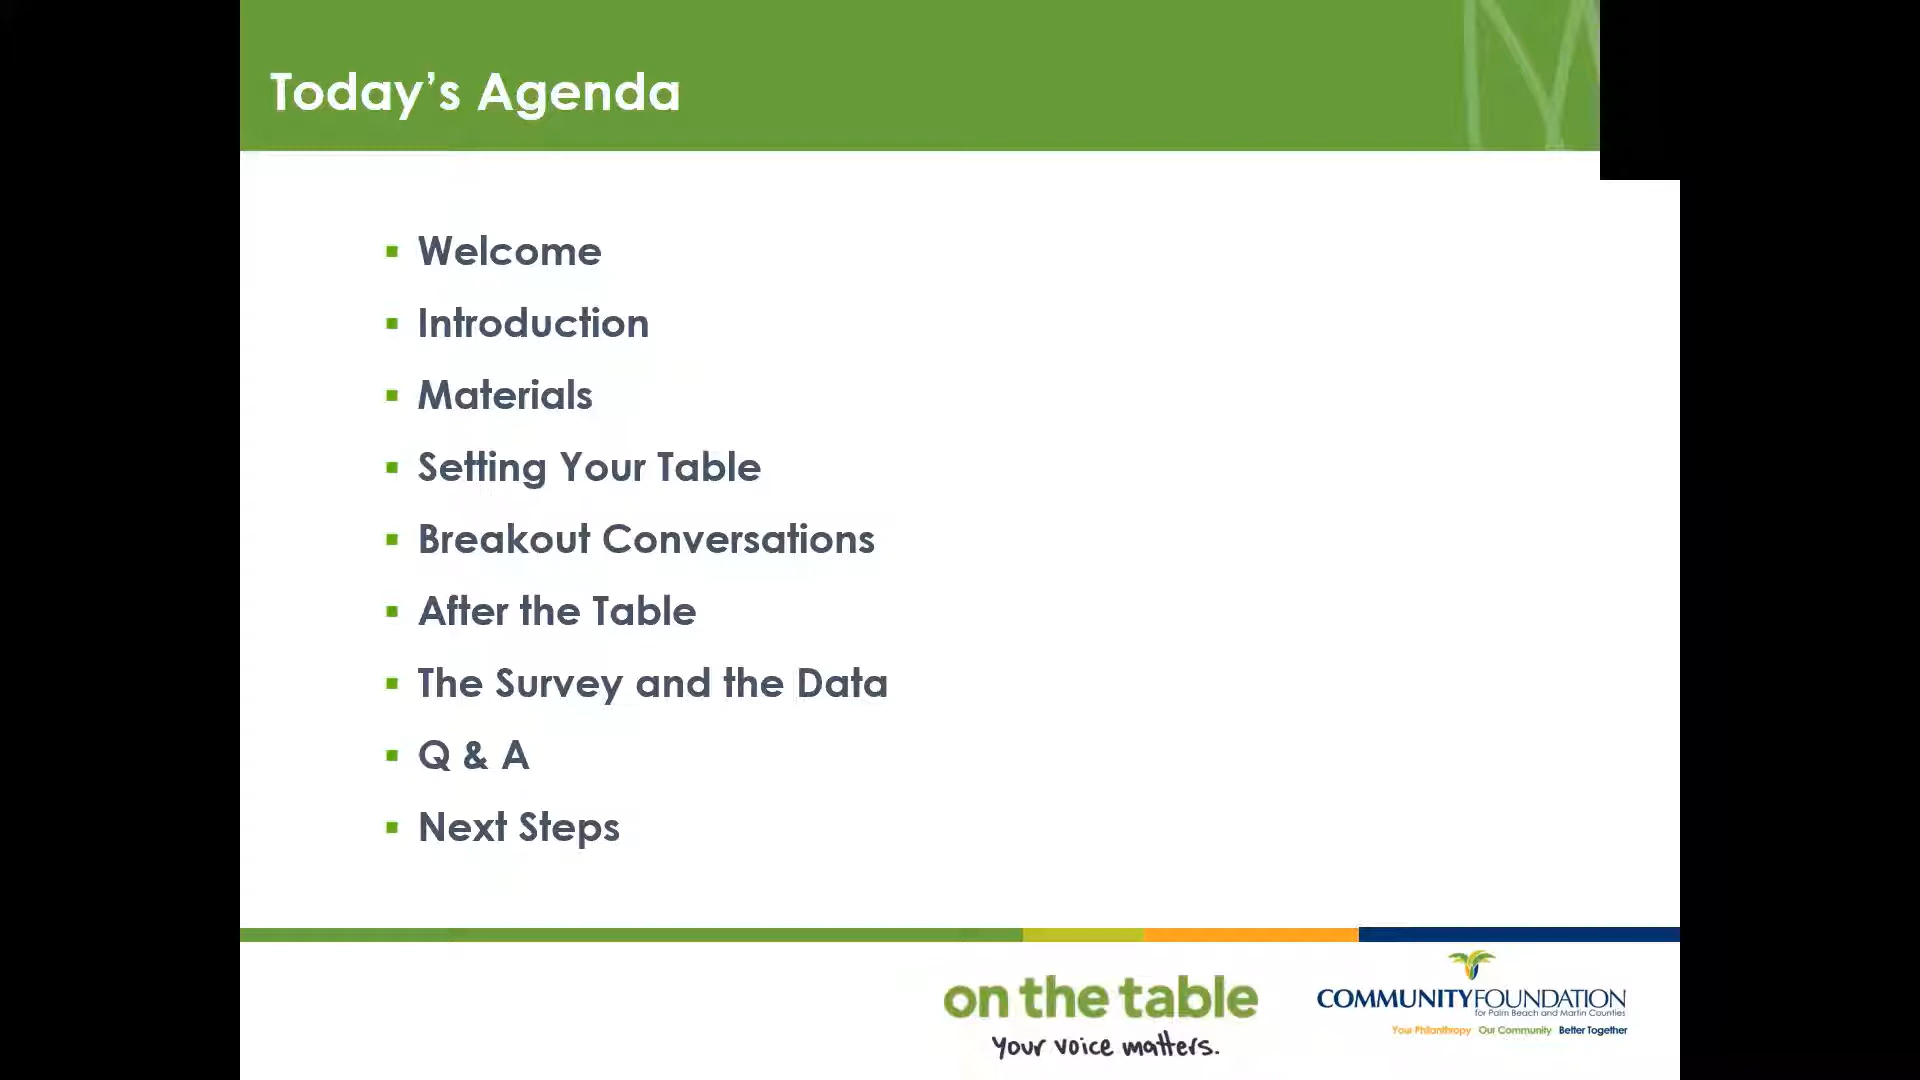 Today’s Agenda
▪ Welcome
▪ Introduction
▪ Materials
▪ Setting Your Table
▪ Breakout Conversations
▪ After the Table
▪ The Survey and the Data
▪ Q & A
▪ Next Steps
on the table
your voice matters.
COMMUNITYFOUNDATION
for Palm Beach and Martin Counties
Your Philanthropy Our Community Better Together